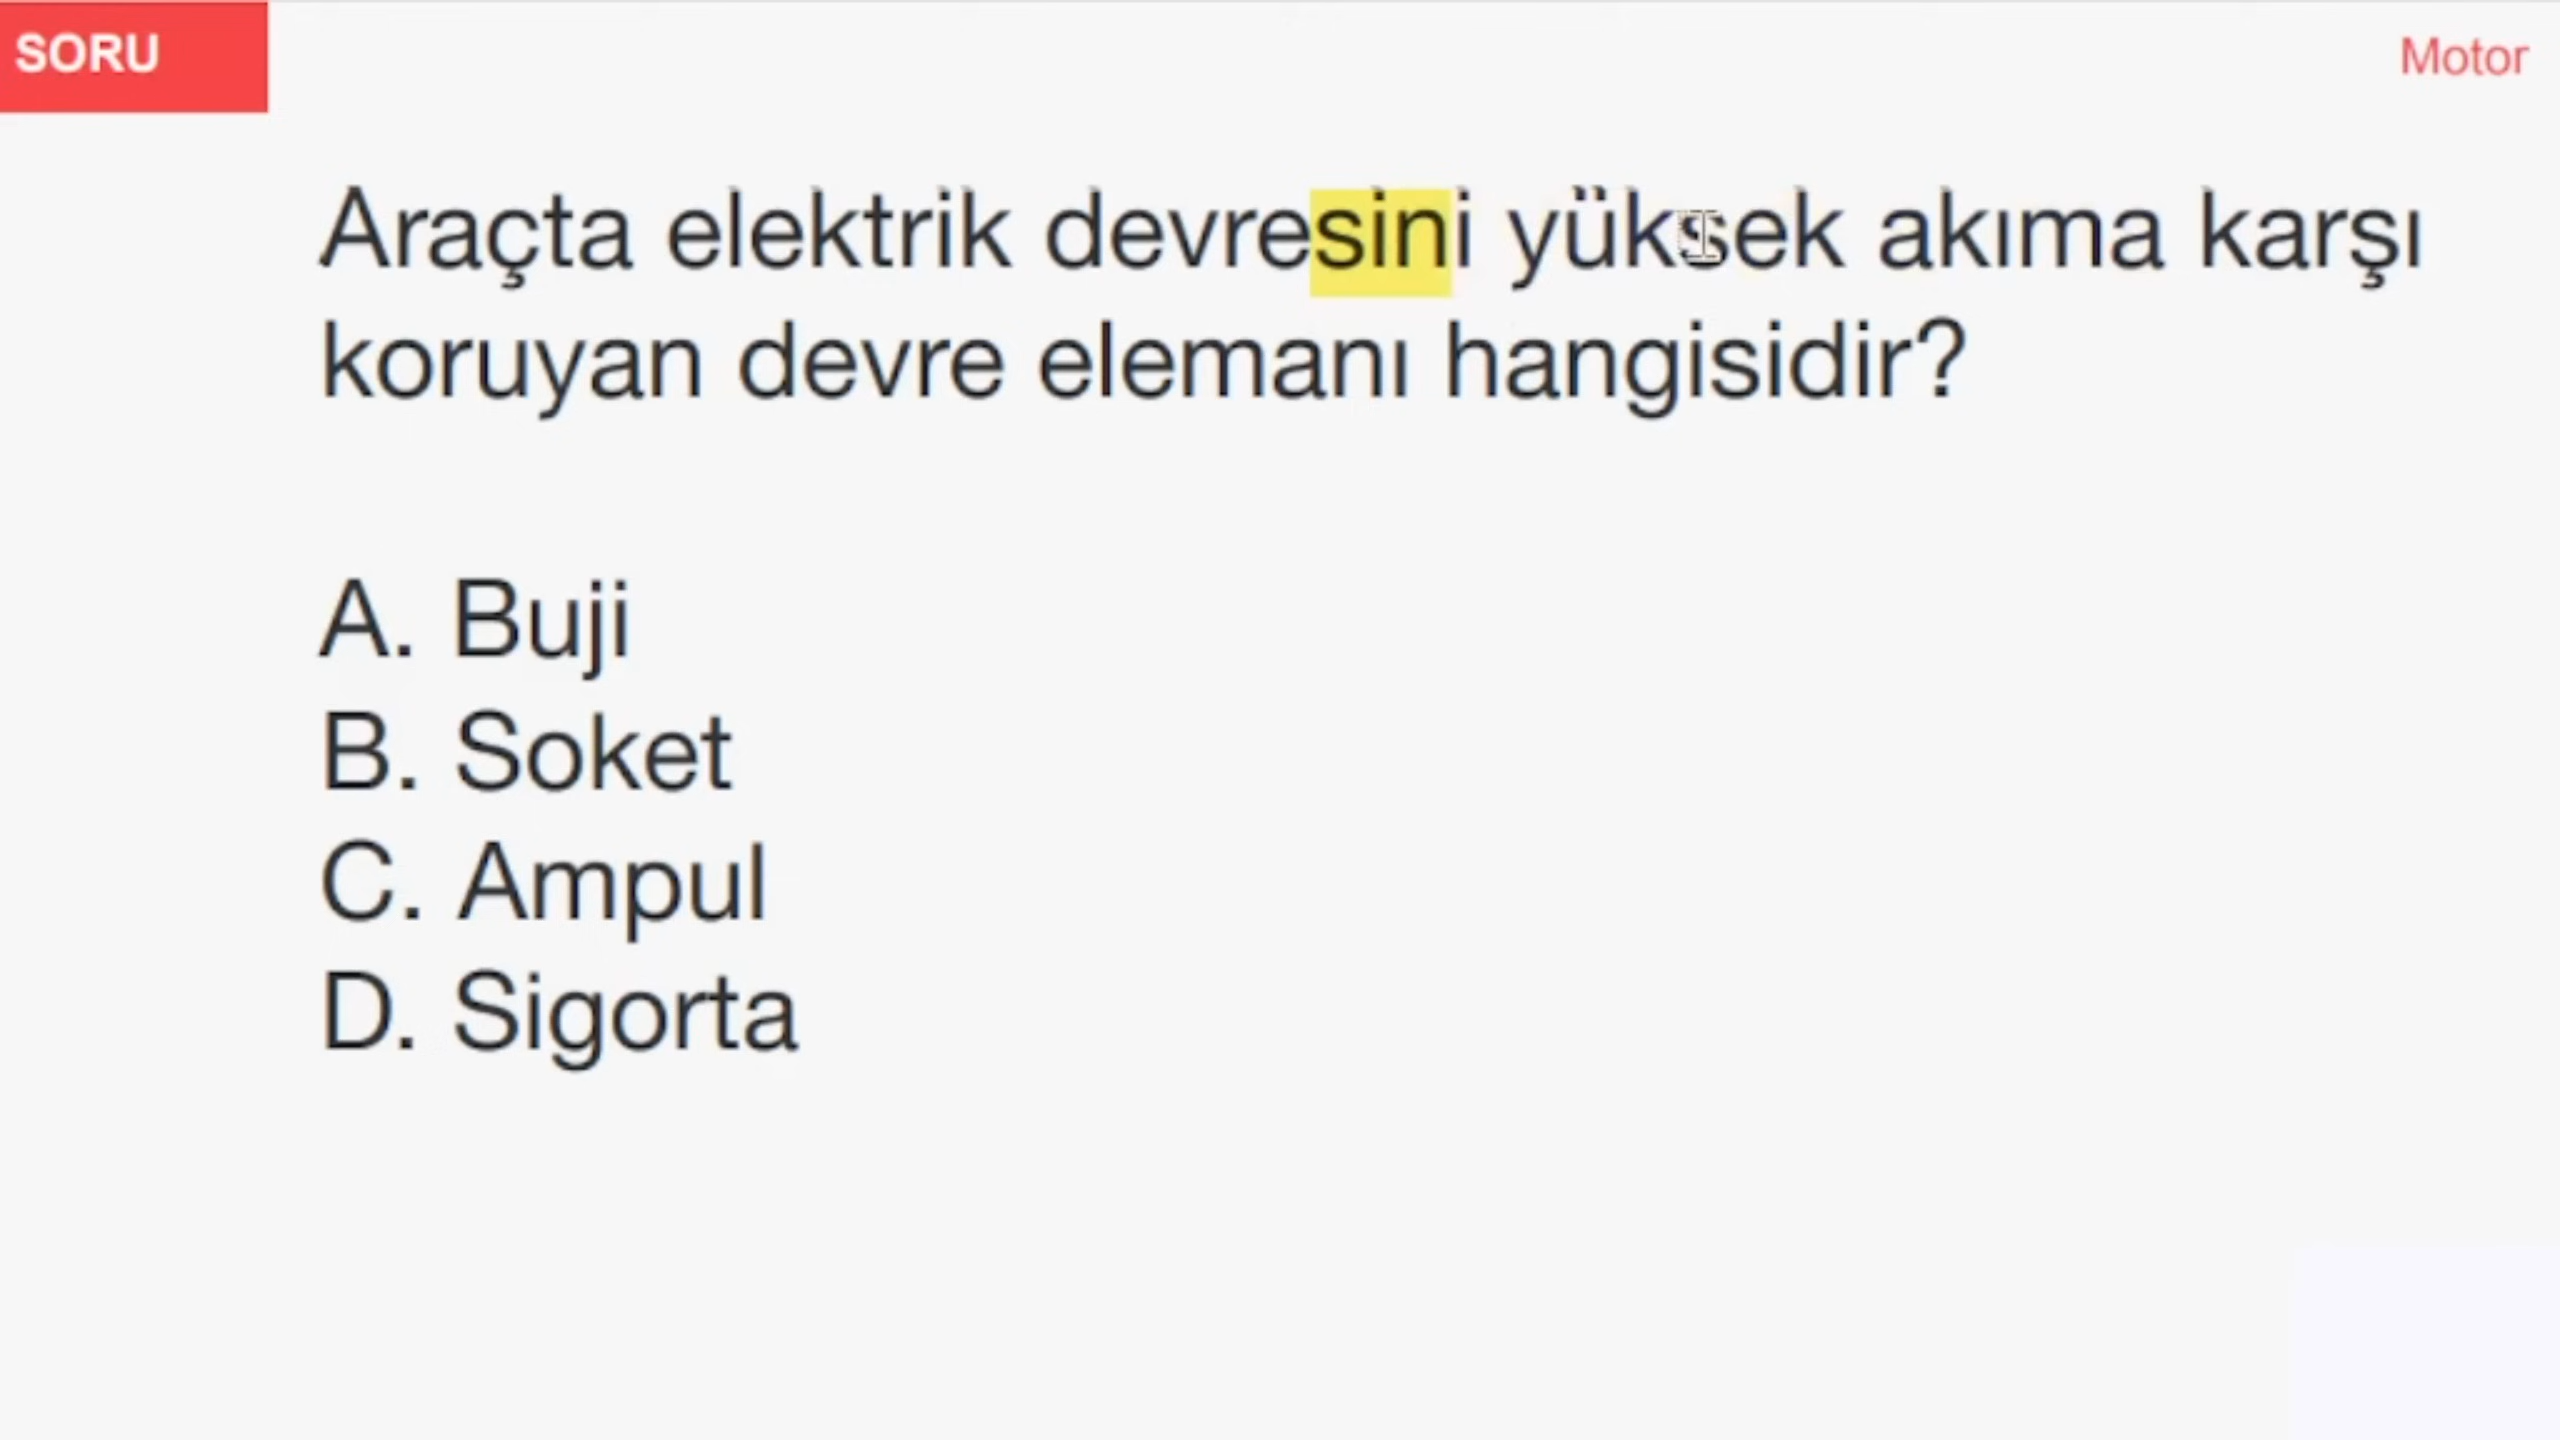 SORU
Motor
Araçta elektrik devresini yüksek akıma karşı
koruyan devre elemanı hangisidir?
A. Buji
B. Soket
C. Ampul
D. Sigorta